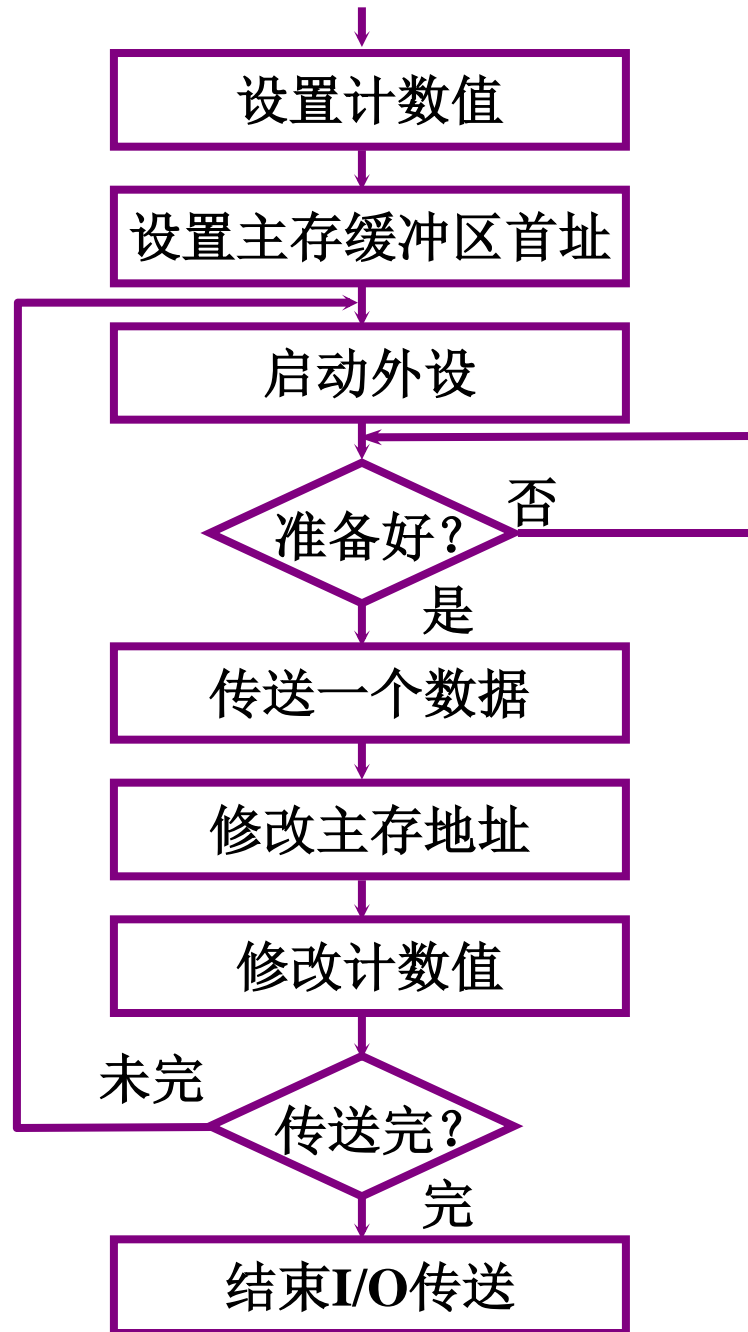 设置计数值
设置主存缓冲区首址
启动外设
准备好？
否
是
传送一个数据
修改主存地址
修改计数值
未完
传送完？
完
结束I/O传送